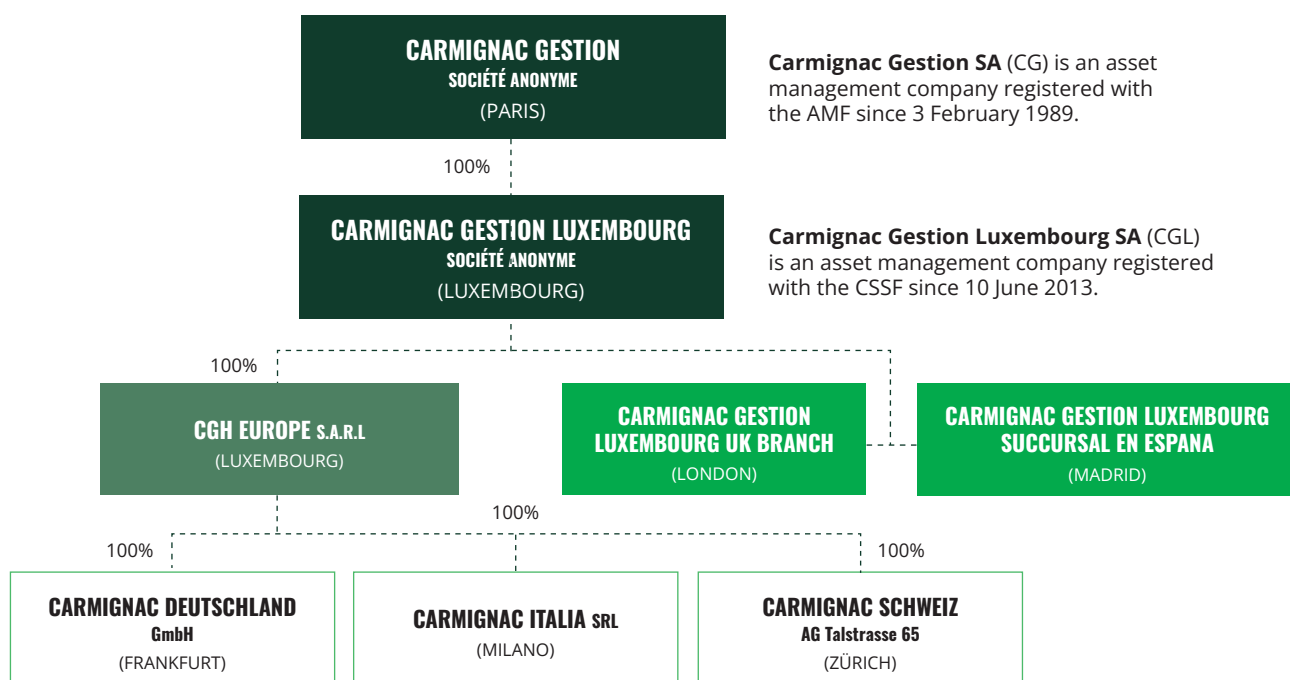 CARMIGNAC GESTION
SOCIÉTÉ ANONYME
(PARIS)
Carmignac Gestion SA (CG) is an asset
management company registered with
the AMF since 3 February 1989.
100%
CARMIGNAC GESTION LUXEMBOURG
SOCIÉTÉ ANONYME
(LUXEMBOURG)
Carmignac Gestion Luxembourg SA (CGL)
is an asset management company registered
with the CSSF since 10 June 2013.
100%
CGH EUROPE S.A.R.L
(LUXEMBOURG)
CARMIGNAC GESTION
LUXEMBOURG UK BRANCH
(LONDON)
CARMIGNAC GESTION LUXEMBOURG
SUCCURSAL EN ESPANA
(MADRID)
100%
100%
100%
CARMIGNAC DEUTSCHLAND
GmbH
(FRANKFURT)
CARMIGNAC ITALIA SRL
(MILANO)
CARMIGNAC SCHWEIZ
AG Talstrasse 65
(ZÜRICH)